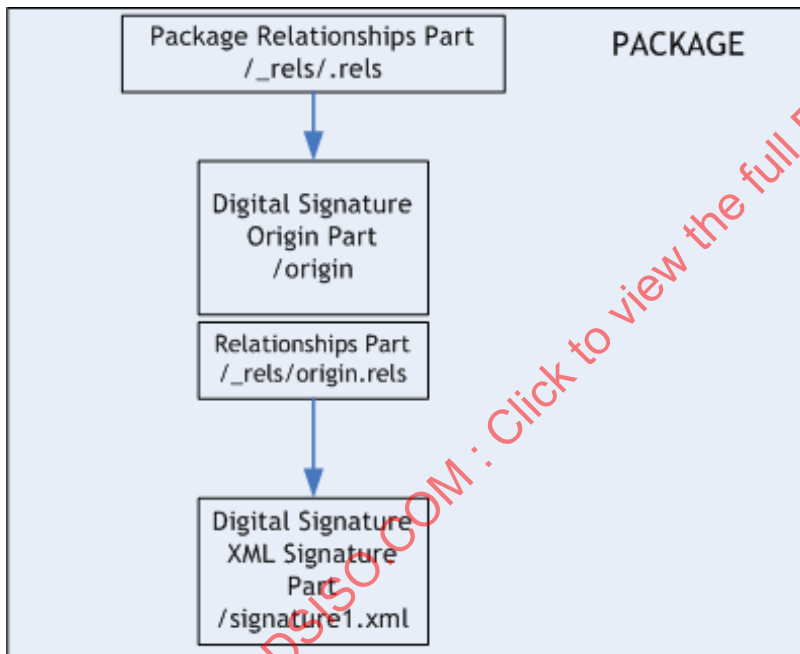 Package Relationships Part
/_rels/.rels
PACKAGE
Digital Signature
Origin Part
/origin
Relationships Part
/_rels/origin.rels
Digital Signature
XML Signature
Part
/signature1.xml
DSISO.COM : Click to view the full